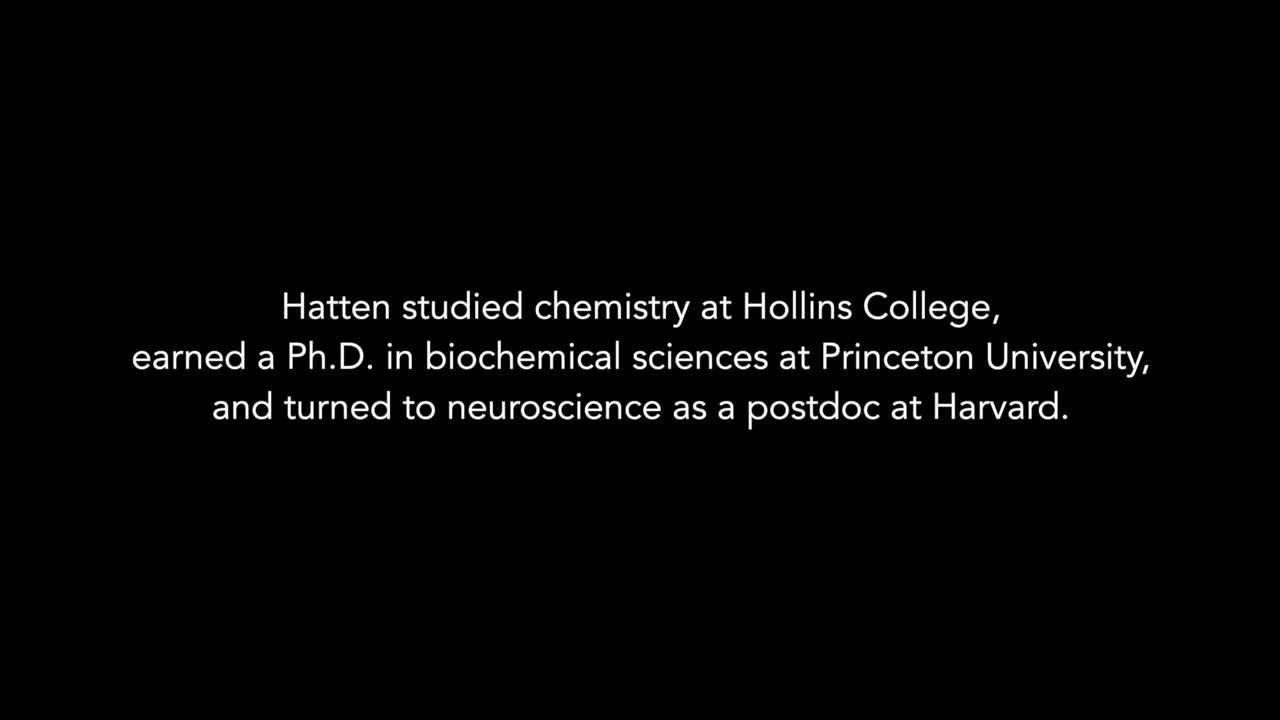 Hatten studied chemistry at Hollins College,
earned a Ph.D. in biochemical sciences at Princeton University,
and turned to neuroscience as a postdoc at Harvard.